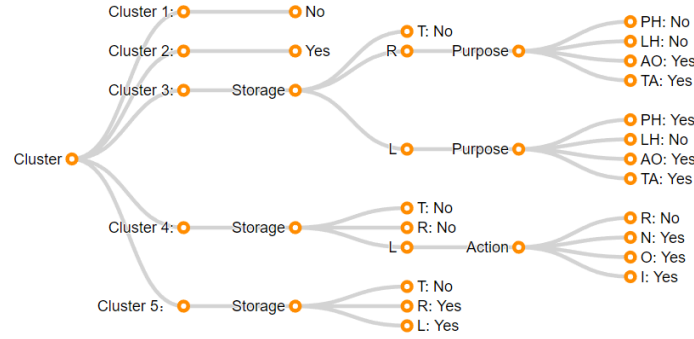 Cluster
Cluster 1:
No
Cluster 2:
Yes
Cluster 3:
Storage
T: No
R
Purpose
PH: No
LH: No
AO: Yes
TA: Yes
L
Purpose
PH: Yes
LH: No
AO: Yes
TA: Yes
Cluster 4:
Storage
T: No
R: No
L
Action
R: No
N: Yes
O: Yes
I: Yes
Cluster 5：
Storage
T: No
R: Yes
L: Yes